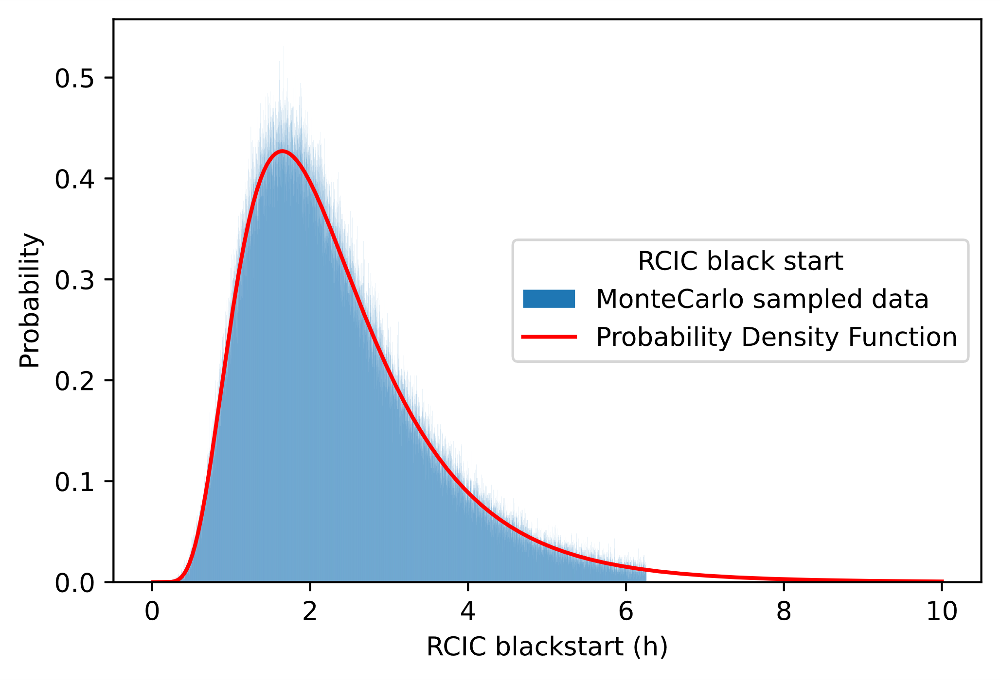 0.5
0.4
0.3
0.2
0.1
0.0
Probability
RCIC black start
MonteCarlo sampled data
Probability Density Function
0 2 4 6 8 10
RCIC blackstart (h)